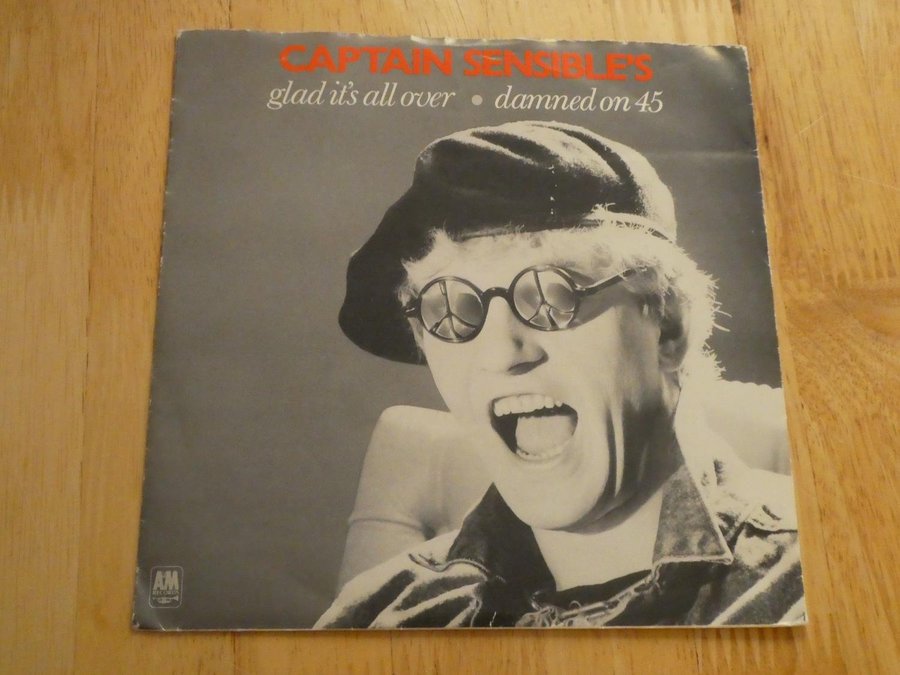 CAPTAIN SENSIBLE'S
glad it's all over • damned on 45
A&M
RECORDS